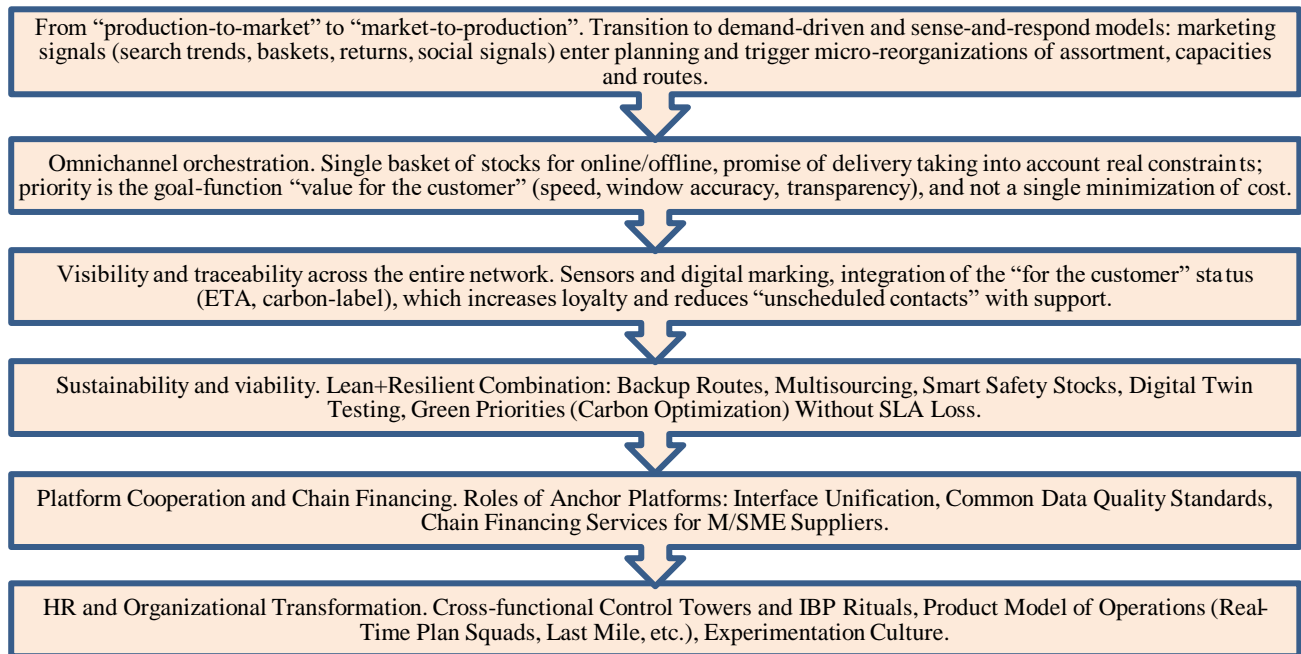 From “production-to-market” to “market-to-production”. Transition to demand-driven and sense-and-respond models: marketing
signals (search trends, baskets, returns, social signals) enter planning and trigger micro-reorganizations of assortment, capacities
and routes.
Omnichannel orchestration. Single basket of stocks for online/offline, promise of delivery taking into account real constraints;
priority is the goal-function “value for the customer” (speed, window accuracy, transparency), and not a single minimization of cost.
Visibility and traceability across the entire network. Sensors and digital marking, integration of the “for the customer” status
(ETA, carbon-label), which increases loyalty and reduces “unscheduled contacts” with support.
Sustainability and viability. Lean+Resilient Combination: Backup Routes, Multisourcing, Smart Safety Stocks, Digital Twin
Testing, Green Priorities (Carbon Optimization) Without SLA Loss.
Platform Cooperation and Chain Financing. Roles of Anchor Platforms: Interface Unification, Common Data Quality Standards,
Chain Financing Services for M/SME Suppliers.
HR and Organizational Transformation. Cross-functional Control Towers and IBP Rituals, Product Model of Operations (Real-
Time Plan Squads, Last Mile, etc.), Experimentation Culture.